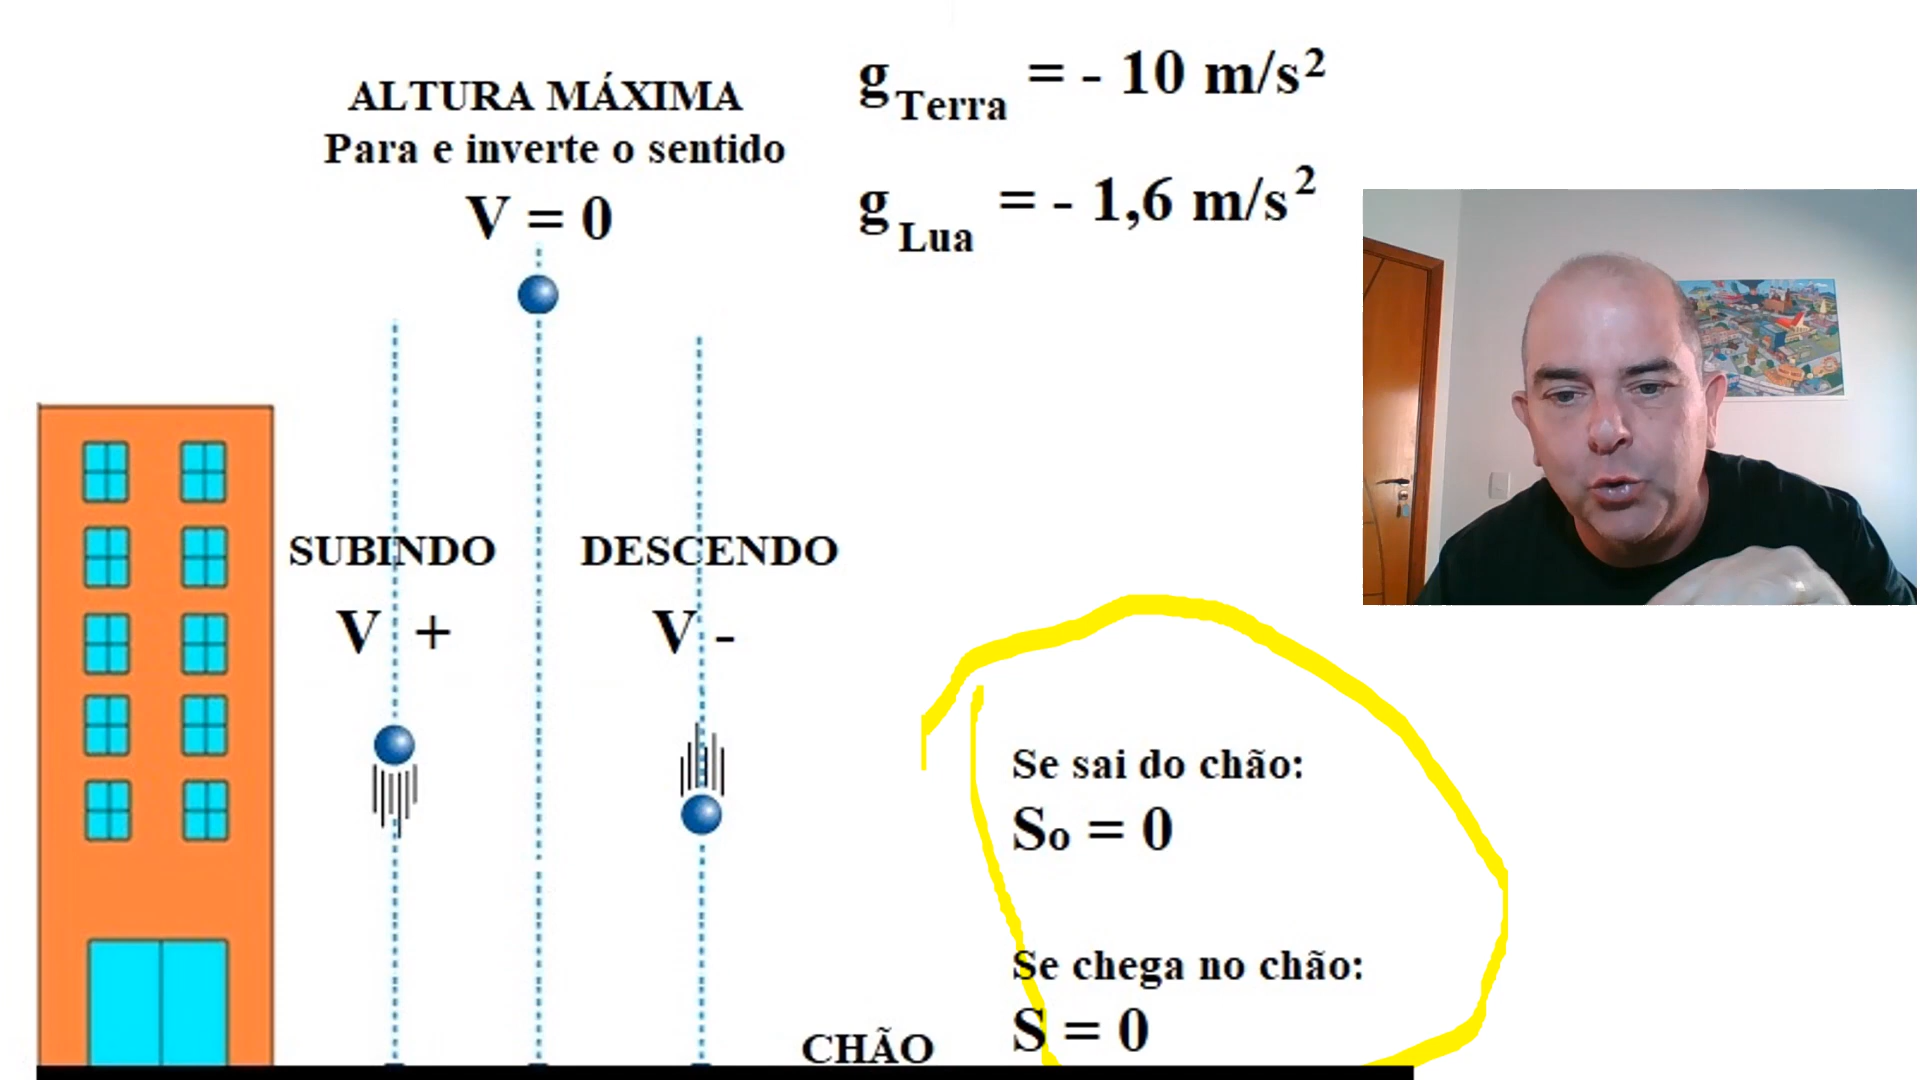 ALTURA MÁXIMA
Para e inverte o sentido
V = 0
g Terra = - 10 m/s²
g Lua = - 1,6 m/s²
SUBINDO
V +
DESCENDO
V -
Se sai do chão:
So = 0
Se chega no chão:
S = 0
CHÃO